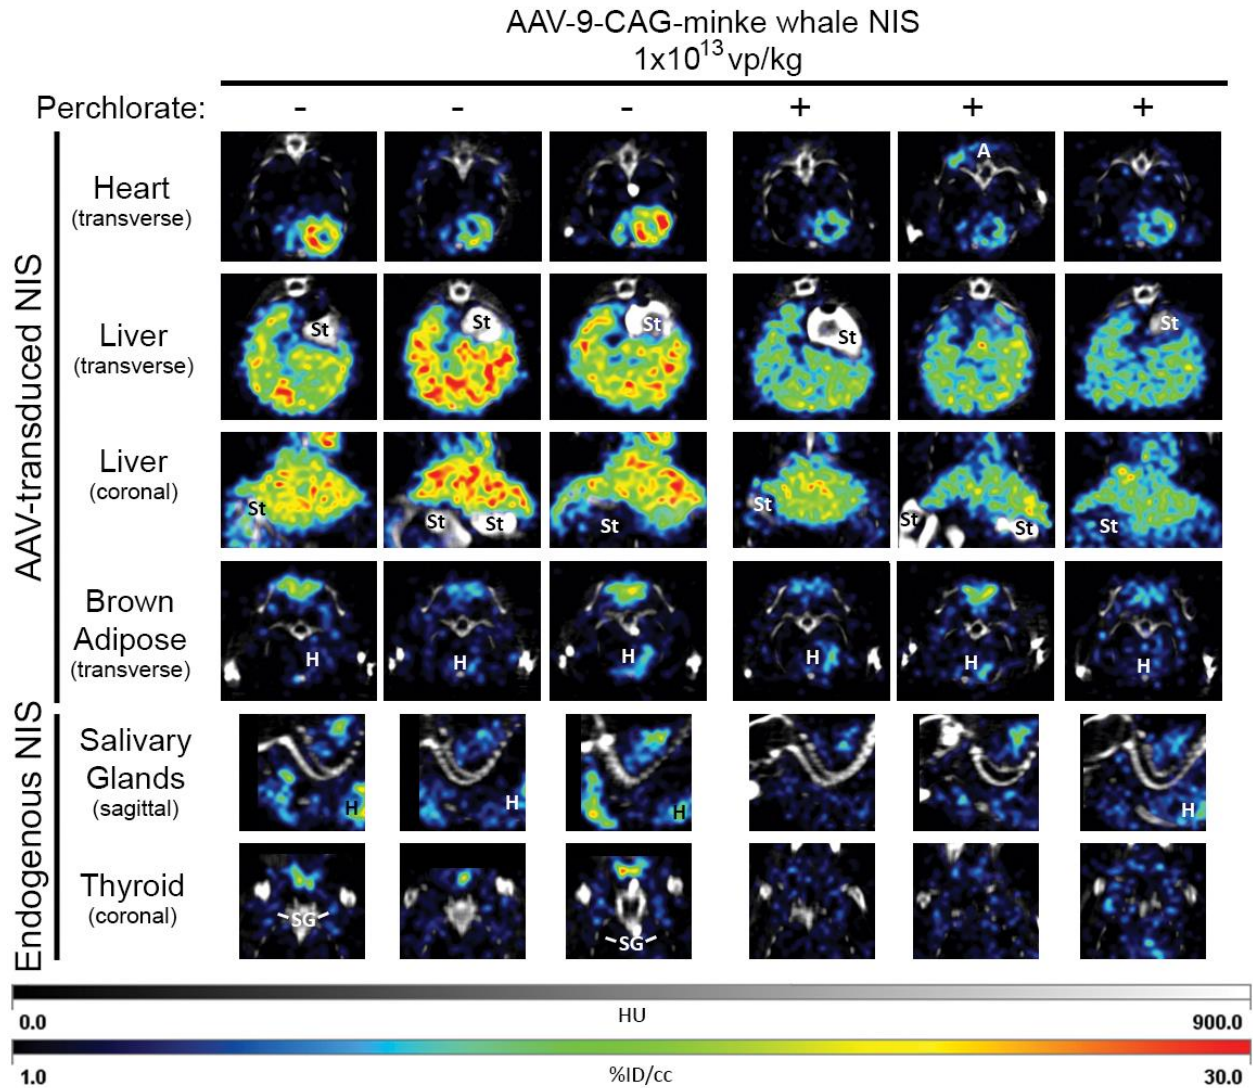 AAV-9-CAG-minke whale NIS
1x10¹³ vp/kg
Perchlorate: - - - + + +
AAV-transduced NIS
Heart
(transverse)
A
Liver
(transverse)
St St St St St
Liver
(coronal)
St St St St St St St St
Brown
Adipose
(transverse)
H H H H H H
Endogenous NIS
Salivary
Glands
(sagittal)
H H H H
Thyroid
(coronal)
SG SG
0.0 HU 900.0
1.0 %ID/cc 30.0